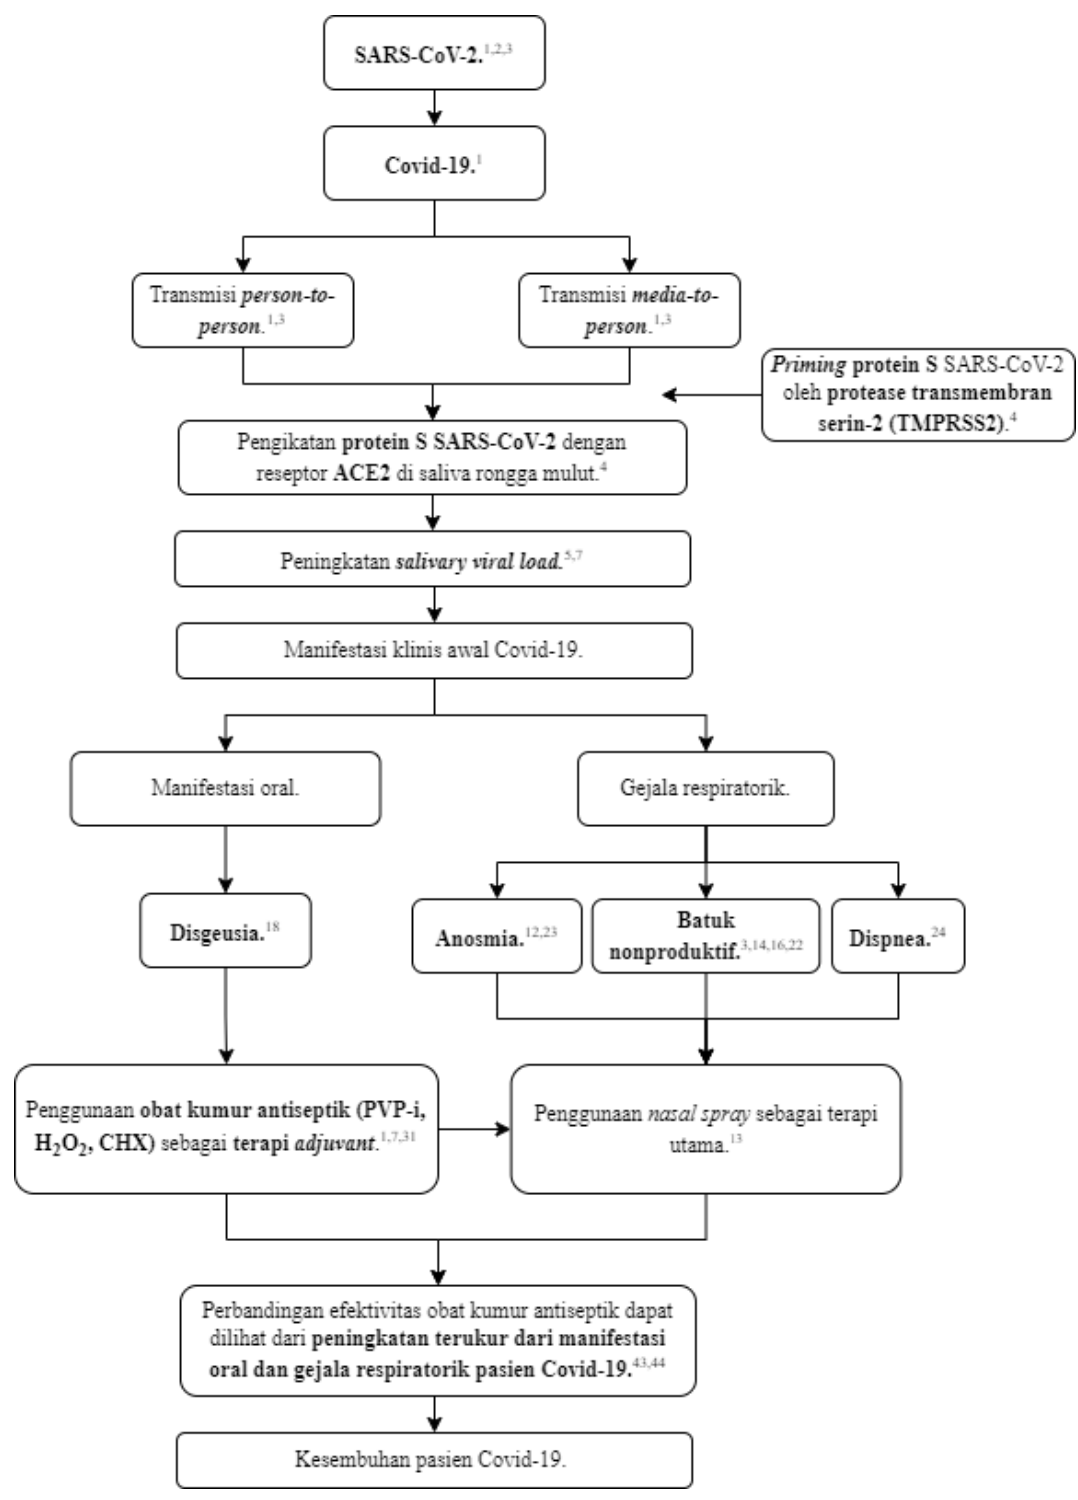 SARS-CoV-2.1,2,3
Covid-19.1
Transmisi person-to-
person.1,3
Transmisi media-to-
person.1,3
Priming protein S SARS-CoV-2
oleh protease transmembran
serin-2 (TMPRSS2).4
Pengikatan protein S SARS-CoV-2 dengan
reseptor ACE2 di saliva rongga mulut.4
Peningkatan salivary viral load.5,7
Manifestasi klinis awal Covid-19.
Manifestasi oral.
Gejala respiratorik.
Disgeusia.18
Anosmia.12,23
Batuk
nonproduktif.3,14,16,22
Dispnea.24
Penggunaan obat kumur antiseptik (PVP-i,
H2O2, CHX) sebagai terapi adjuvant.1,7,31
Penggunaan nasal spray sebagai terapi
utama.13
Perbandingan efektivitas obat kumur antiseptik dapat
dilihat dari peningkatan terukur dari manifestasi
oral dan gejala respiratorik pasien Covid-19.43,44
Kesembuhan pasien Covid-19.